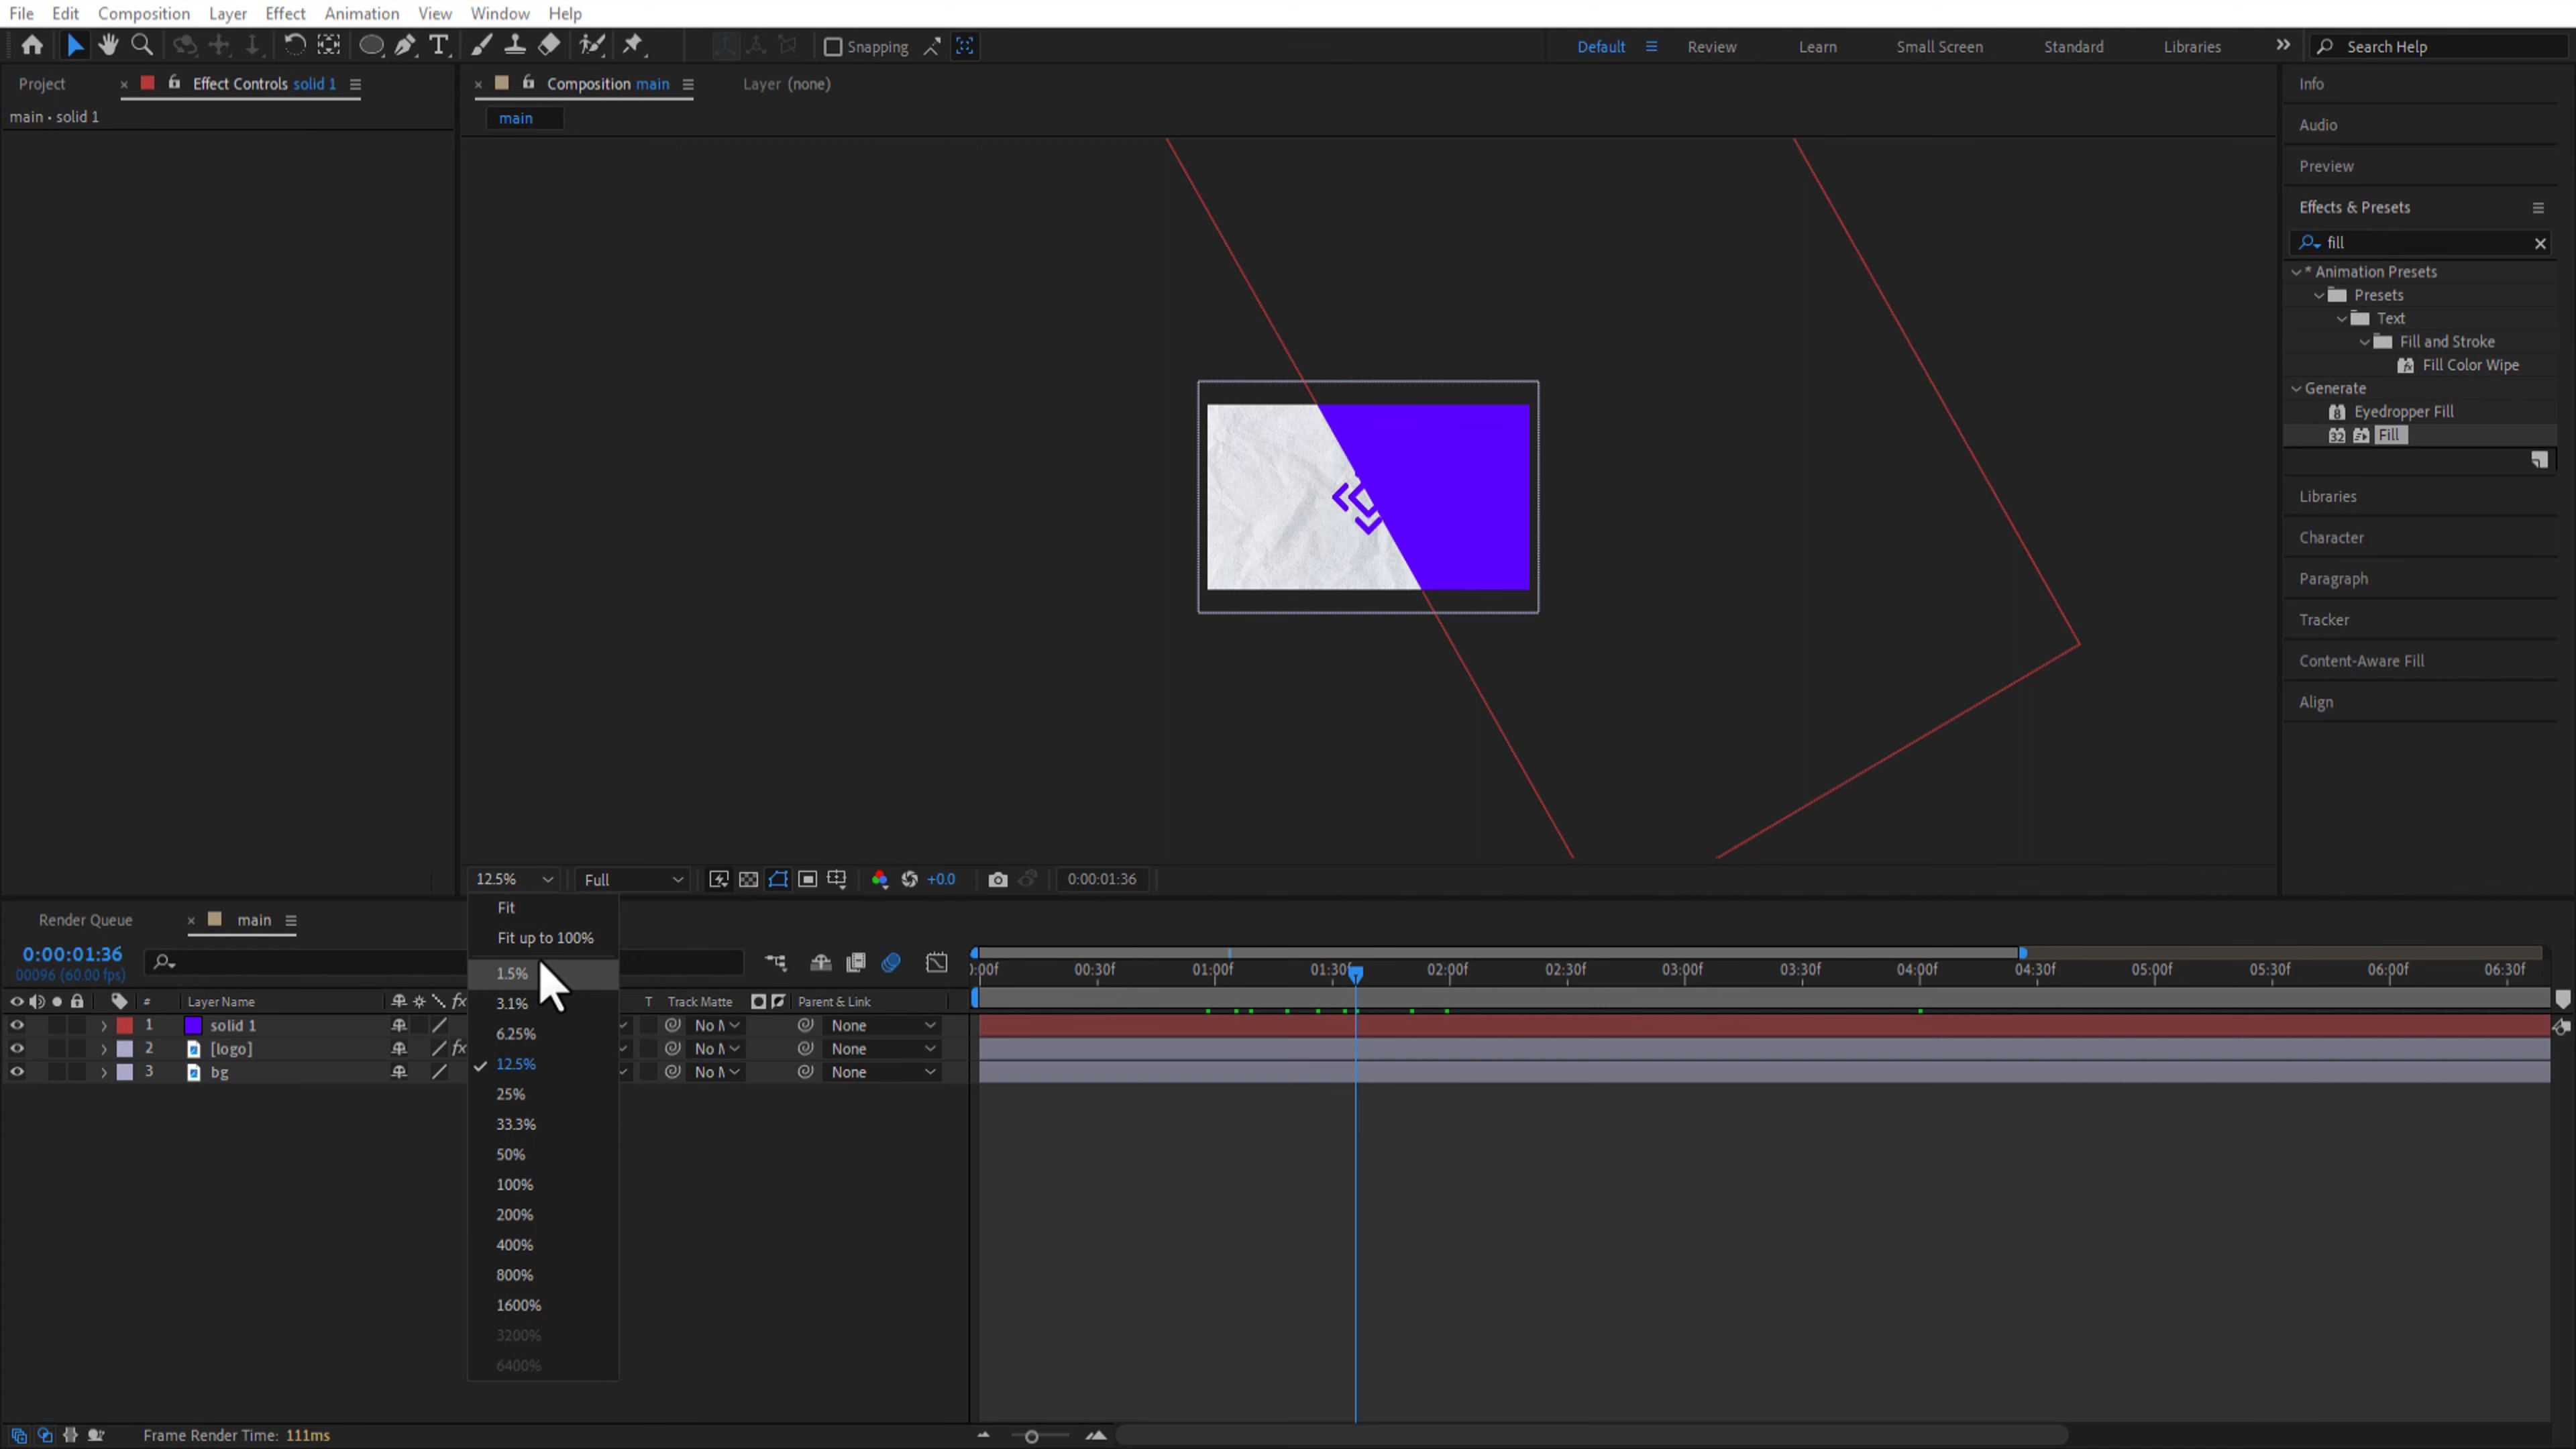 File Edit Composition Layer Effect Animation View Window Help
Snapping
Default Review Learn Small Screen Standard Libraries Search Help
Project Effect Controls solid 1
main • solid 1
Composition main Layer (none)
main
Info
Audio
Preview
Effects & Presets
fill
* Animation Presets
Presets
Text
Fill and Stroke
Fill Color Wipe
Generate
Eyedropper Fill
Fill
Libraries
Character
Paragraph
Tracker
Content-Aware Fill
Align
12.5% Full +0.0 0:00:01:36
Fit
Fit up to 100%
1.5%
3.1%
6.25%
12.5%
25%
33.3%
50%
100%
200%
400%
800%
1600%
3200%
6400%
Render Queue main
0:00:01:36
00096 (60.00 fps)
# Layer Name fx T Track Matte Parent & Link
1 solid 1 None
2 [logo] fx None
3 bg None
):00f 00:30f 01:00f 01:30f 02:00f 02:30f 03:00f 03:30f 04:00f 04:30f 05:00f 05:30f 06:00f 06:30f
Frame Render Time: 111ms